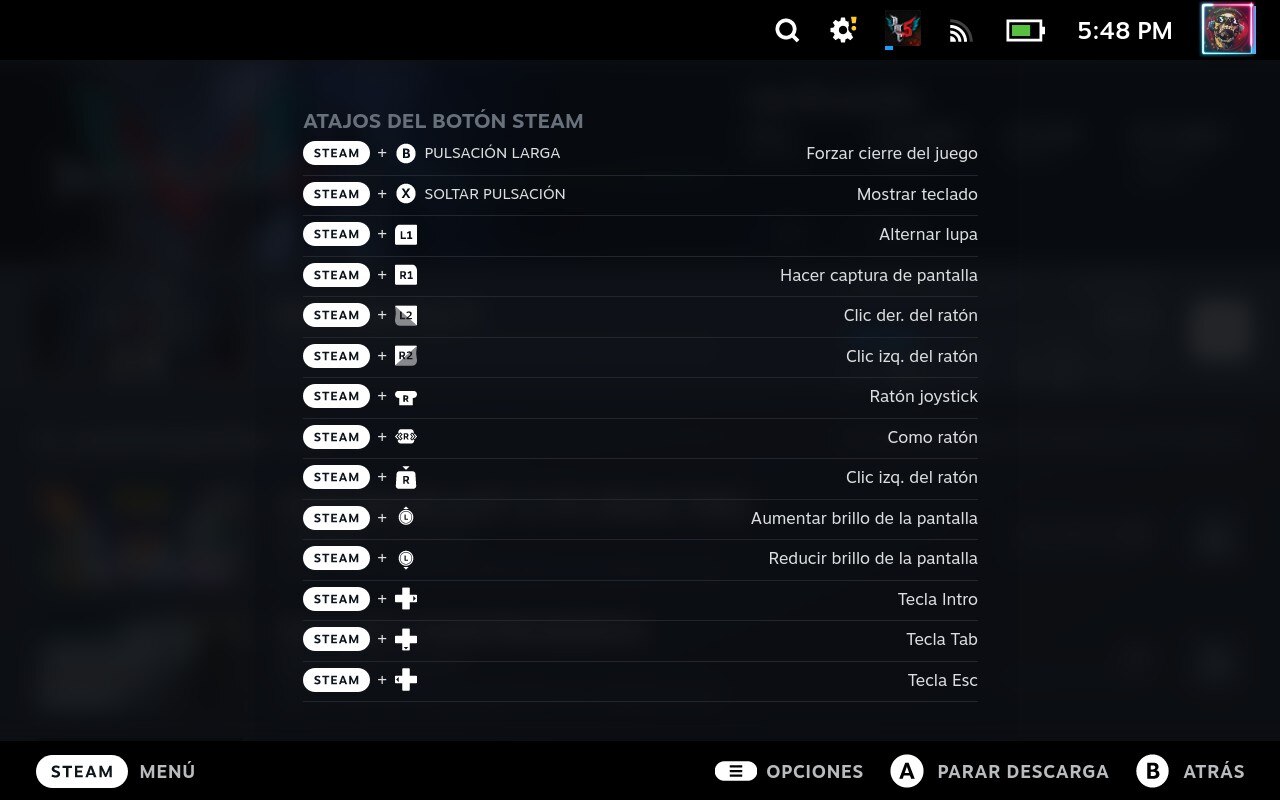 5:48 PM
ATAJOS DEL BOTÓN STEAM
STEAM + B PULSACIÓN LARGA Forzar cierre del juego
STEAM + X SOLTAR PULSACIÓN Mostrar teclado
STEAM + L1 Alternar lupa
STEAM + R1 Hacer captura de pantalla
STEAM + L2 Clic der. del ratón
STEAM + R2 Clic izq. del ratón
STEAM + R Ratón joystick
STEAM + R Como ratón
STEAM + R Clic izq. del ratón
STEAM + L Aumentar brillo de la pantalla
STEAM + L Reducir brillo de la pantalla
STEAM + Tecla Intro
STEAM + Tecla Tab
STEAM + Tecla Esc
STEAM MENÚ OPCIONES A PARAR DESCARGA B ATRÁS